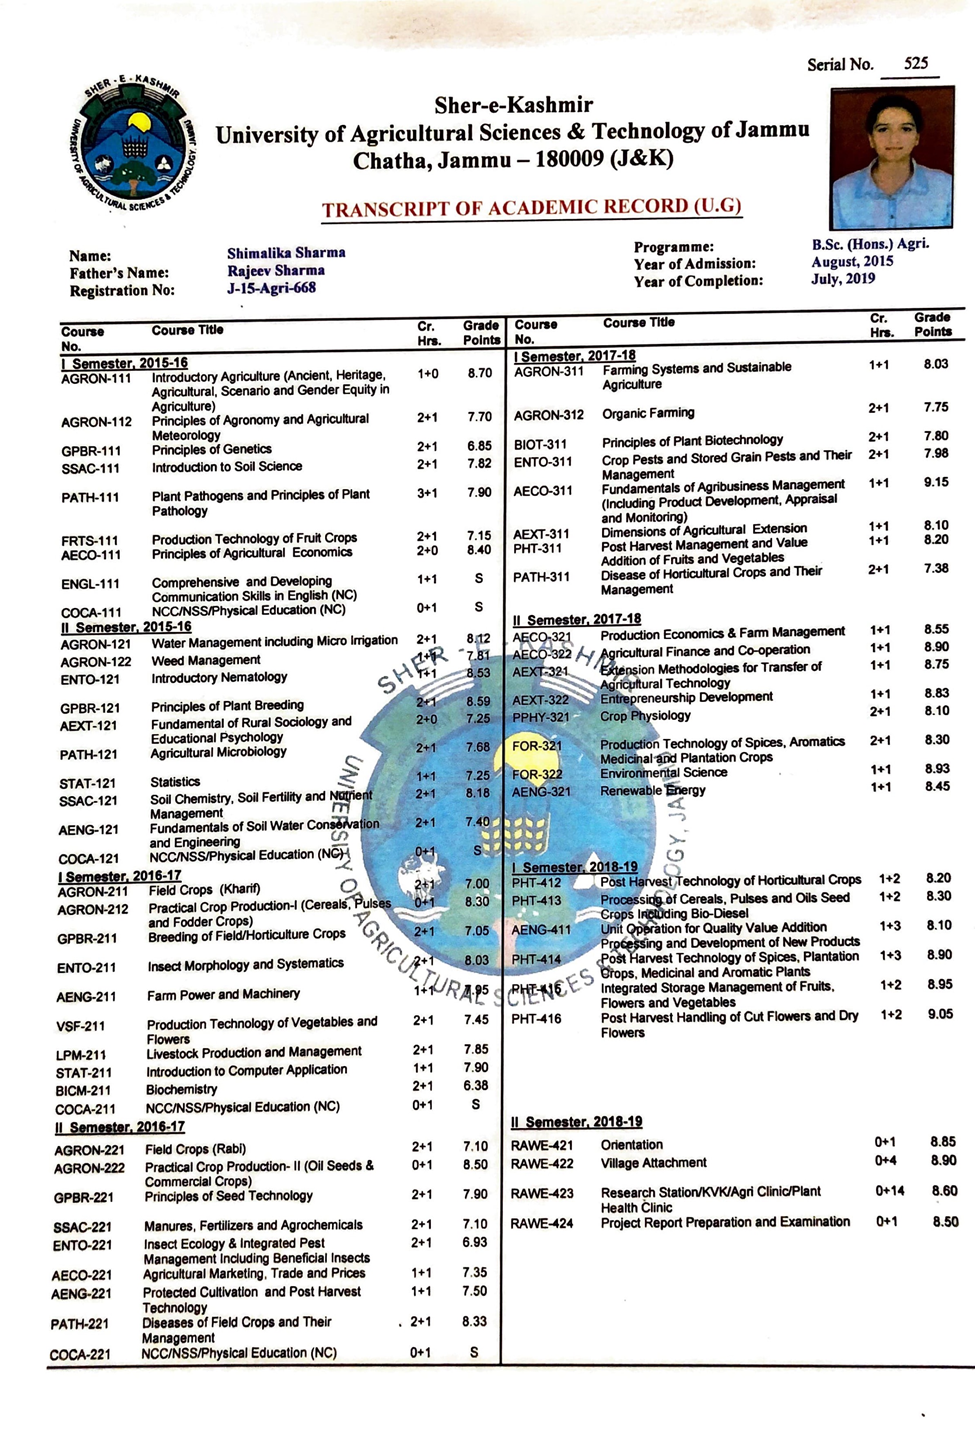 Serial No. 525
SHER - E - KASHMIR
UNIVERSITY OF AGRICULTURAL SCIENCES & TECHNOLOGY, JAMMU
Sher-e-Kashmir
University of Agricultural Sciences & Technology of Jammu
Chatha, Jammu – 180009 (J&K)
TRANSCRIPT OF ACADEMIC RECORD (U.G)
Name: Shimalika Sharma
Father's Name: Rajeev Sharma
Registration No: J-15-Agri-668
Programme: B.Sc. (Hons.) Agri.
Year of Admission: August, 2015
Year of Completion: July, 2019
Course Course Title Cr. Grade
No. Hrs. Points
I Semester, 2015-16
AGRON-111 Introductory Agriculture (Ancient, Heritage, 1+0 8.70
Agricultural, Scenario and Gender Equity in
Agriculture)
AGRON-112 Principles of Agronomy and Agricultural 2+1 7.70
Meteorology
GPBR-111 Principles of Genetics 2+1 6.85
SSAC-111 Introduction to Soil Science 2+1 7.82
PATH-111 Plant Pathogens and Principles of Plant 3+1 7.90
Pathology
FRTS-111 Production Technology of Fruit Crops 2+1 7.15
AECO-111 Principles of Agricultural Economics 2+0 8.40
ENGL-111 Comprehensive and Developing 1+1 S
Communication Skills in English (NC)
COCA-111 NCC/NSS/Physical Education (NC) 0+1 S
II Semester, 2015-16
AGRON-121 Water Management including Micro Irrigation 2+1 8.12
AGRON-122 Weed Management 1+1 7.81
ENTO-121 Introductory Nematology 1+1 8.53
GPBR-121 Principles of Plant Breeding 2+1 8.59
AEXT-121 Fundamental of Rural Sociology and 2+0 7.25
Educational Psychology
PATH-121 Agricultural Microbiology 2+1 7.68
STAT-121 Statistics 1+1 7.25
SSAC-121 Soil Chemistry, Soil Fertility and Nutrient 2+1 8.18
Management
AENG-121 Fundamentals of Soil Water Conservation 2+1 7.40
and Engineering
COCA-121 NCC/NSS/Physical Education (NC) 0+1 S
I Semester, 2016-17
AGRON-211 Field Crops (Kharif) 2+1 7.00
AGRON-212 Practical Crop Production-I (Cereals, Pulses 0+1 8.30
and Fodder Crops)
GPBR-211 Breeding of Field/Horticulture Crops 2+1 7.05
ENTO-211 Insect Morphology and Systematics 2+1 8.03
AENG-211 Farm Power and Machinery 1+1 7.95
VSF-211 Production Technology of Vegetables and 2+1 7.45
Flowers
LPM-211 Livestock Production and Management 2+1 7.85
STAT-211 Introduction to Computer Application 1+1 7.90
BICM-211 Biochemistry 2+1 6.38
COCA-211 NCC/NSS/Physical Education (NC) 0+1 S
II Semester, 2016-17
AGRON-221 Field Crops (Rabi) 2+1 7.10
AGRON-222 Practical Crop Production- II (Oil Seeds & 0+1 8.50
Commercial Crops)
GPBR-221 Principles of Seed Technology 2+1 7.90
SSAC-221 Manures, Fertilizers and Agrochemicals 2+1 7.10
ENTO-221 Insect Ecology & Integrated Pest 2+1 6.93
Management Including Beneficial Insects
AECO-221 Agricultural Marketing, Trade and Prices 1+1 7.35
AENG-221 Protected Cultivation and Post Harvest 1+1 7.50
Technology
PATH-221 Diseases of Field Crops and Their 2+1 8.33
Management
COCA-221 NCC/NSS/Physical Education (NC) 0+1 S
Course Course Title Cr. Grade
No. Hrs. Points
I Semester, 2017-18
AGRON-311 Farming Systems and Sustainable 1+1 8.03
Agriculture
AGRON-312 Organic Farming 2+1 7.75
BIOT-311 Principles of Plant Biotechnology 2+1 7.80
ENTO-311 Crop Pests and Stored Grain Pests and Their 2+1 7.98
Management
AECO-311 Fundamentals of Agribusiness Management 1+1 9.15
(Including Product Development, Appraisal
and Monitoring)
AEXT-311 Dimensions of Agricultural Extension 1+1 8.10
PHT-311 Post Harvest Management and Value 1+1 8.20
Addition of Fruits and Vegetables
PATH-311 Disease of Horticultural Crops and Their 2+1 7.38
Management
II Semester, 2017-18
AECO-321 Production Economics & Farm Management 1+1 8.55
AECO-322 Agricultural Finance and Co-operation 1+1 8.90
AEXT-321 Extension Methodologies for Transfer of 1+1 8.75
Agricultural Technology
AEXT-322 Entrepreneurship Development 1+1 8.83
PPHY-321 Crop Physiology 2+1 8.10
FOR-321 Production Technology of Spices, Aromatics 2+1 8.30
Medicinal and Plantation Crops
FOR-322 Environmental Science 1+1 8.93
AENG-321 Renewable Energy 1+1 8.45
I Semester, 2018-19
PHT-412 Post Harvest Technology of Horticultural Crops 1+2 8.20
PHT-413 Processing of Cereals, Pulses and Oils Seed 1+2 8.30
Crops Including Bio-Diesel
AENG-411 Unit Operation for Quality Value Addition 1+3 8.10
Processing and Development of New Products
PHT-414 Post Harvest Technology of Spices, Plantation 1+3 8.90
Crops, Medicinal and Aromatic Plants
PHT-415 Integrated Storage Management of Fruits, 1+2 8.95
Flowers and Vegetables
PHT-416 Post Harvest Handling of Cut Flowers and Dry 1+2 9.05
Flowers
II Semester, 2018-19
RAWE-421 Orientation 0+1 8.85
RAWE-422 Village Attachment 0+4 8.90
RAWE-423 Research Station/KVK/Agri Clinic/Plant 0+14 8.60
Health Clinic
RAWE-424 Project Report Preparation and Examination 0+1 8.50
SHER - E - KASHMIR
UNIVERSITY OF AGRICULTURAL SCIENCES & TECHNOLOGY, JAMMU